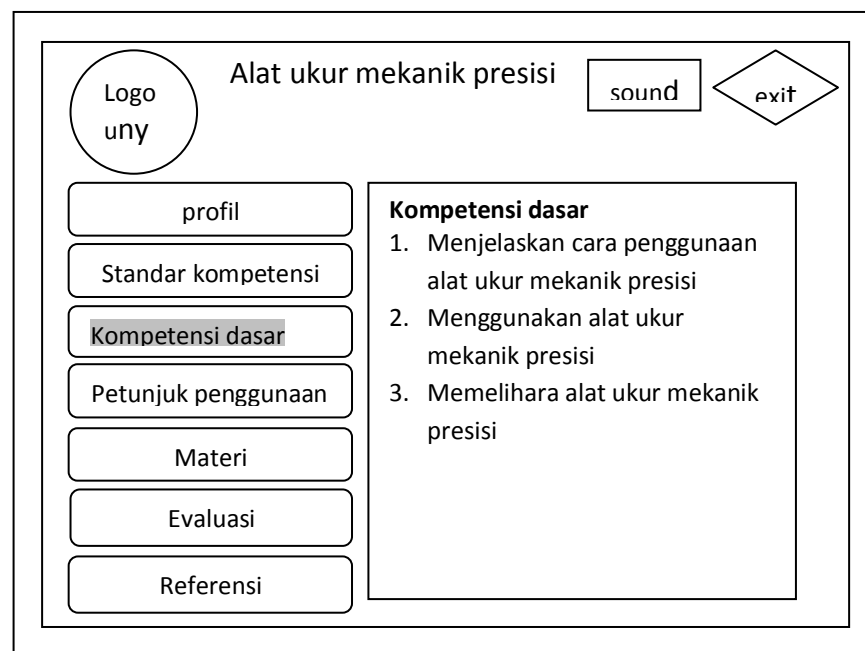 Logo
uny
Alat ukur mekanik presisi
sound
exit
profil
Standar kompetensi
Kompetensi dasar
Petunjuk penggunaan
Materi
Evaluasi
Referensi
Kompetensi dasar
1. Menjelaskan cara penggunaan
alat ukur mekanik presisi
2. Menggunakan alat ukur
mekanik presisi
3. Memelihara alat ukur mekanik
presisi